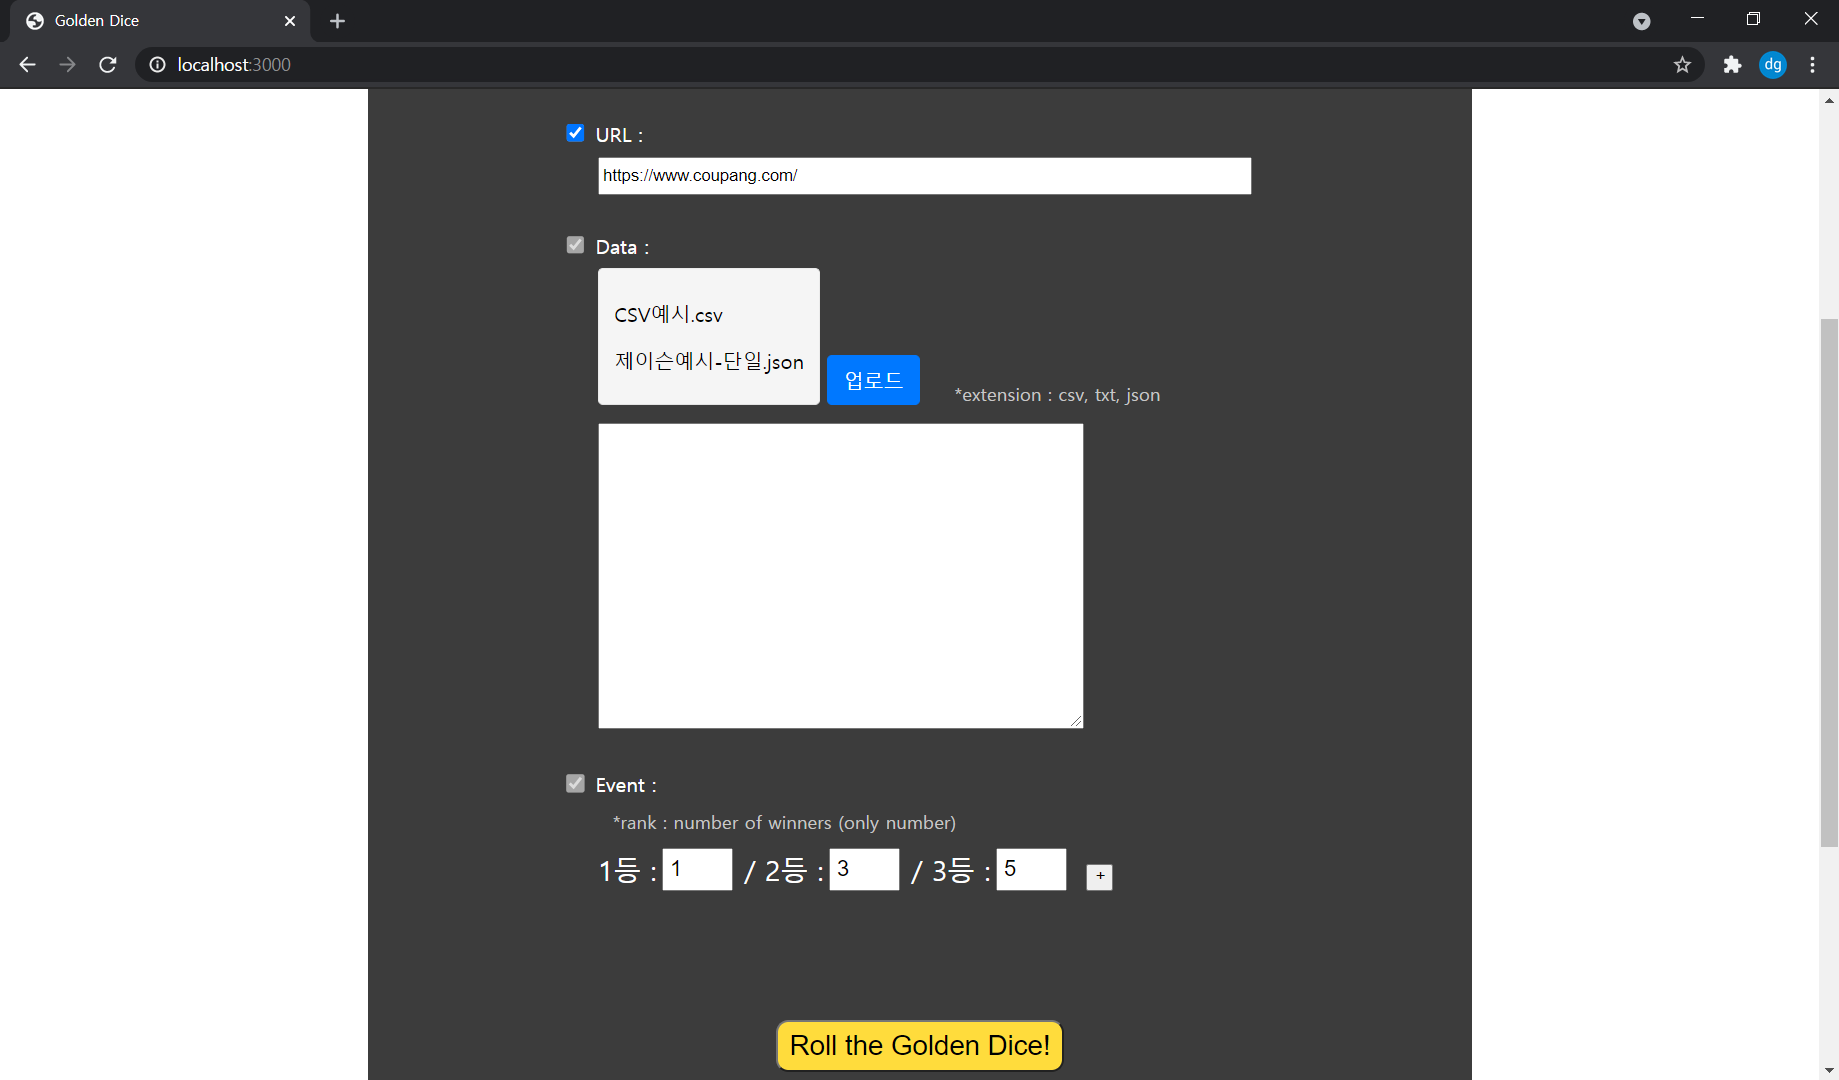 Golden Dice
localhost:3000
dg
URL :
https://www.coupang.com/
Data :
CSV예시.csv
제이슨예시-단일.json
업로드
*extension : csv, txt, json
Event :
*rank : number of winners (only number)
1등 : 1 / 2등 : 3 / 3등 : 5 +
Roll the Golden Dice!